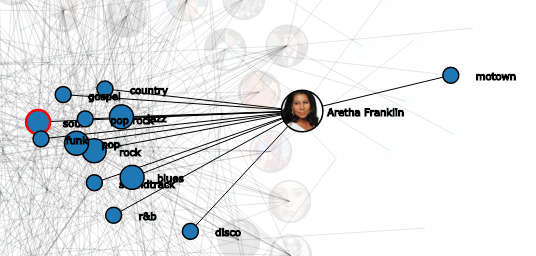 motown
country
gospel
Aretha Franklin
pop rock
jazz
soul
funk
pop
rock
blues
soundtrack
r&b
disco